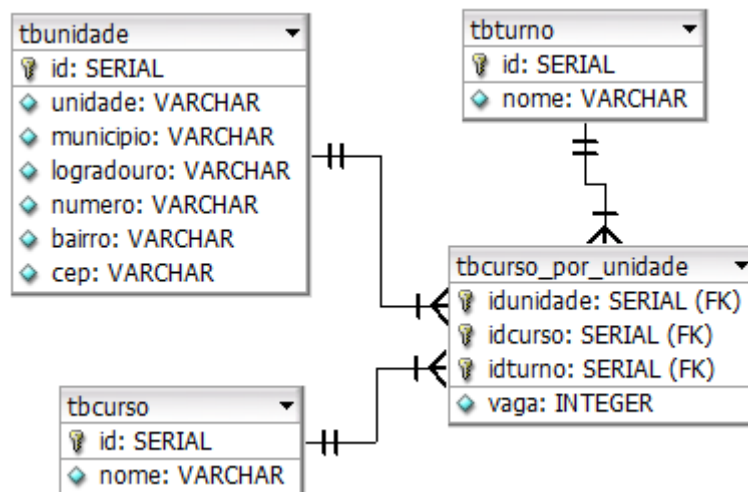 tbunidade
id: SERIAL
unidade: VARCHAR
municipio: VARCHAR
logradouro: VARCHAR
numero: VARCHAR
bairro: VARCHAR
cep: VARCHAR
tbturno
id: SERIAL
nome: VARCHAR
tbcurso_por_unidade
idunidade: SERIAL (FK)
idcurso: SERIAL (FK)
idturno: SERIAL (FK)
vaga: INTEGER
tbcurso
id: SERIAL
nome: VARCHAR